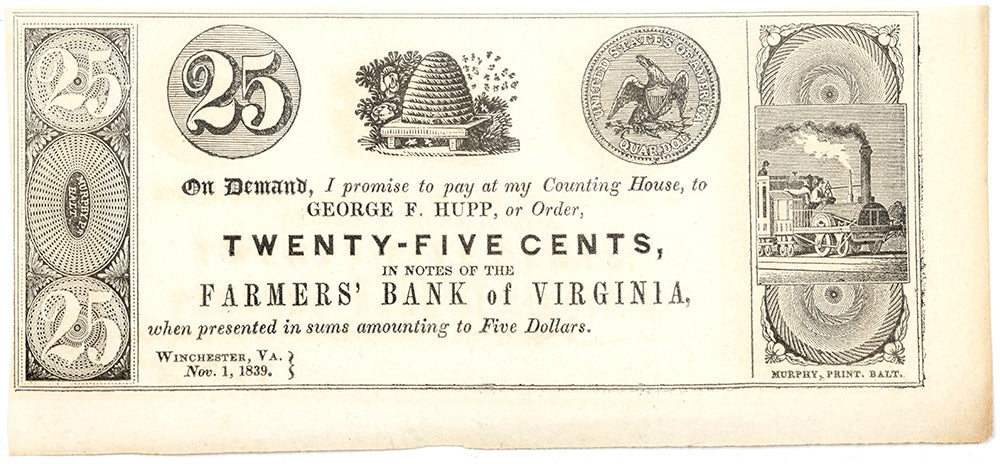 25
25
UNITED STATES OF AMERICA
QUAR. DOL.
On Demand, I promise to pay at my Counting House, to
GEORGE F. HUPP, or Order,
TWENTY-FIVE CENTS,
IN NOTES OF THE
FARMERS' BANK of VIRGINIA,
when presented in sums amounting to Five Dollars.
WINCHESTER, VA.
Nov. 1, 1839.
25
MURPHY, PRINT. BALT.